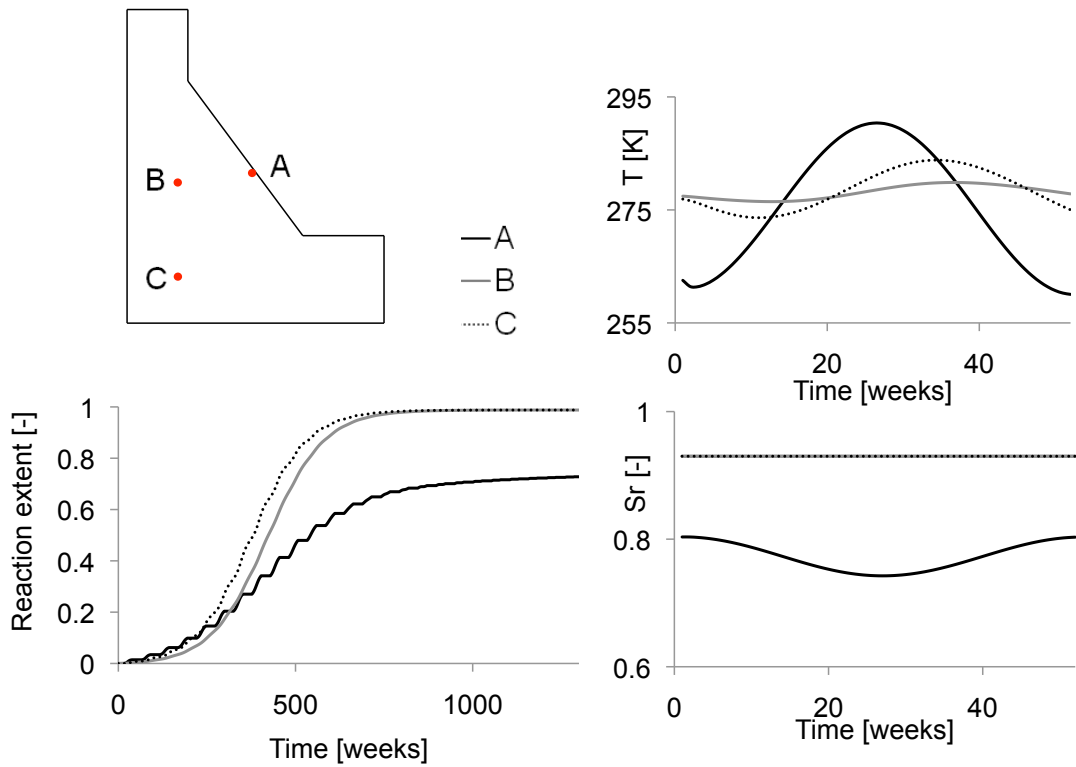 A
B
C
A
B
C
T [K]
295
275
255
0 20 40
Time [weeks]
Reaction extent [-]
1
0.8
0.6
0.4
0.2
0
0 500 1000
Time [weeks]
Sr [-]
1
0.8
0.6
0 20 40
Time [weeks]